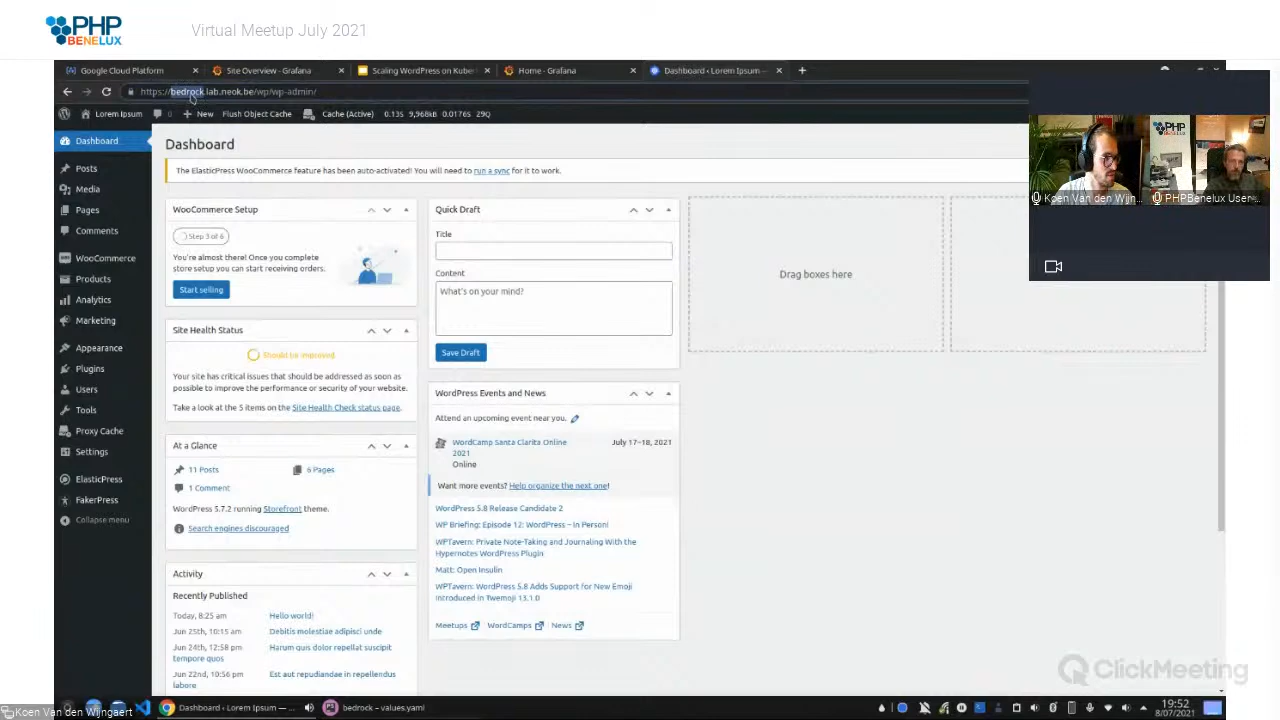 PHP BENELUX
Virtual Meetup July 2021
Google Cloud Platform
Site Overview - Grafana
Scaling WordPress on Kuber
Home - Grafana
Dashboard ‹ Lorem Ipsum —
https://bedrock.lab.neok.be/wp/wp-admin/
Lorem Ipsum
0
New
Flush Object Cache
Cache (Active)
0.13S 9,968kB 0.0176S 29Q
Dashboard
Posts
Media
Pages
Comments
WooCommerce
Products
Analytics
Marketing
Appearance
Plugins
Users
Tools
Proxy Cache
Settings
ElasticPress
FakerPress
Collapse menu
Dashboard
The ElasticPress WooCommerce feature has been auto-activated! You will need to run a sync for it to work.
WooCommerce Setup
Step 3 of 6
You're almost there! Once you complete
store setup you can start receiving orders.
Start selling
Site Health Status
Should be improved
Your site has critical issues that should be addressed as soon as
possible to improve the performance or security of your website.
Take a look at the 5 items on the Site Health Check status page.
At a Glance
11 Posts
6 Pages
1 Comment
WordPress 5.7.2 running Storefront theme.
Search engines discouraged
Activity
Recently Published
Today, 8:25 am
Hello world!
Jun 25th, 10:15 am
Debitis molestiae adipisci unde
Jun 24th, 12:58 pm
Harum quis dolor repellat suscipit
tempore quos
Jun 22nd, 10:56 pm
Est aut repudiandae in repellendus
labore
Quick Draft
Title
Content
What's on your mind?
Save Draft
WordPress Events and News
Attend an upcoming event near you.
WordCamp Santa Clarita Online
2021
July 17–18, 2021
Online
Want more events? Help organize the next one!
WordPress 5.8 Release Candidate 2
WP Briefing: Episode 12: WordPress – In Person!
WPTavern: Private Note-Taking and Journaling With the
Hypernotes WordPress Plugin
Matt: Open Insulin
WPTavern: WordPress 5.8 Adds Support for New Emoji
Introduced in Twemoji 13.1.0
Meetups
WordCamps
News
Drag boxes here
PHP
BENELUX
Koen Van den Wijn...
PHPBenelux User-...
ClickMeeting
Koen Van den Wijngaert
Dashboard ‹ Lorem Ipsum — ...
bedrock – values.yaml
19:52
8/07/2021